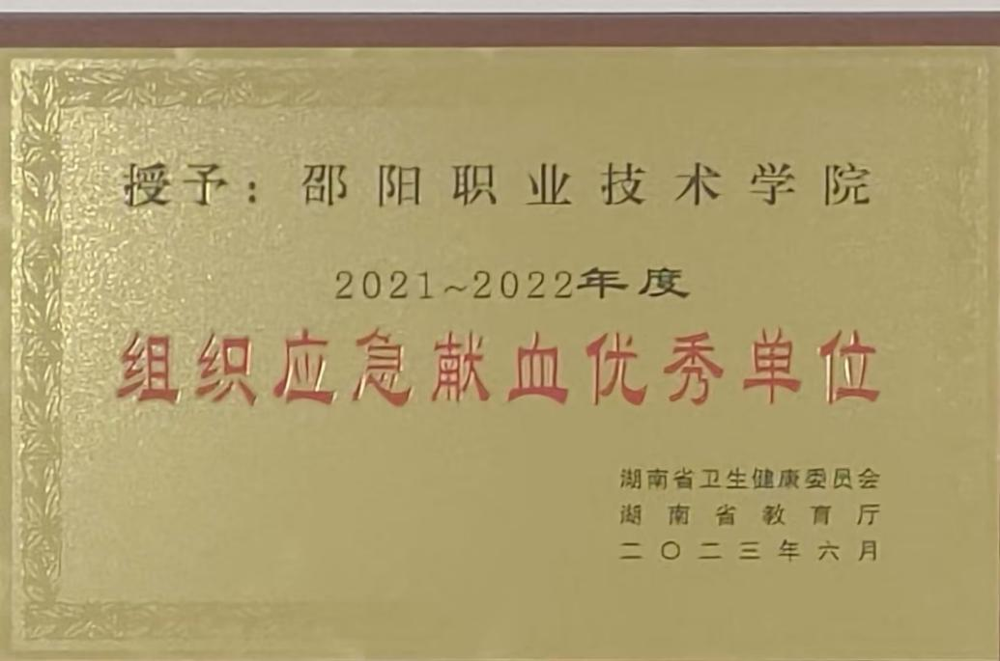 授予：邵阳职业技术学院
2021~2022年度
组织应急献血优秀单位
湖南省卫生健康委员会
湖南省教育厅
二〇二三年六月